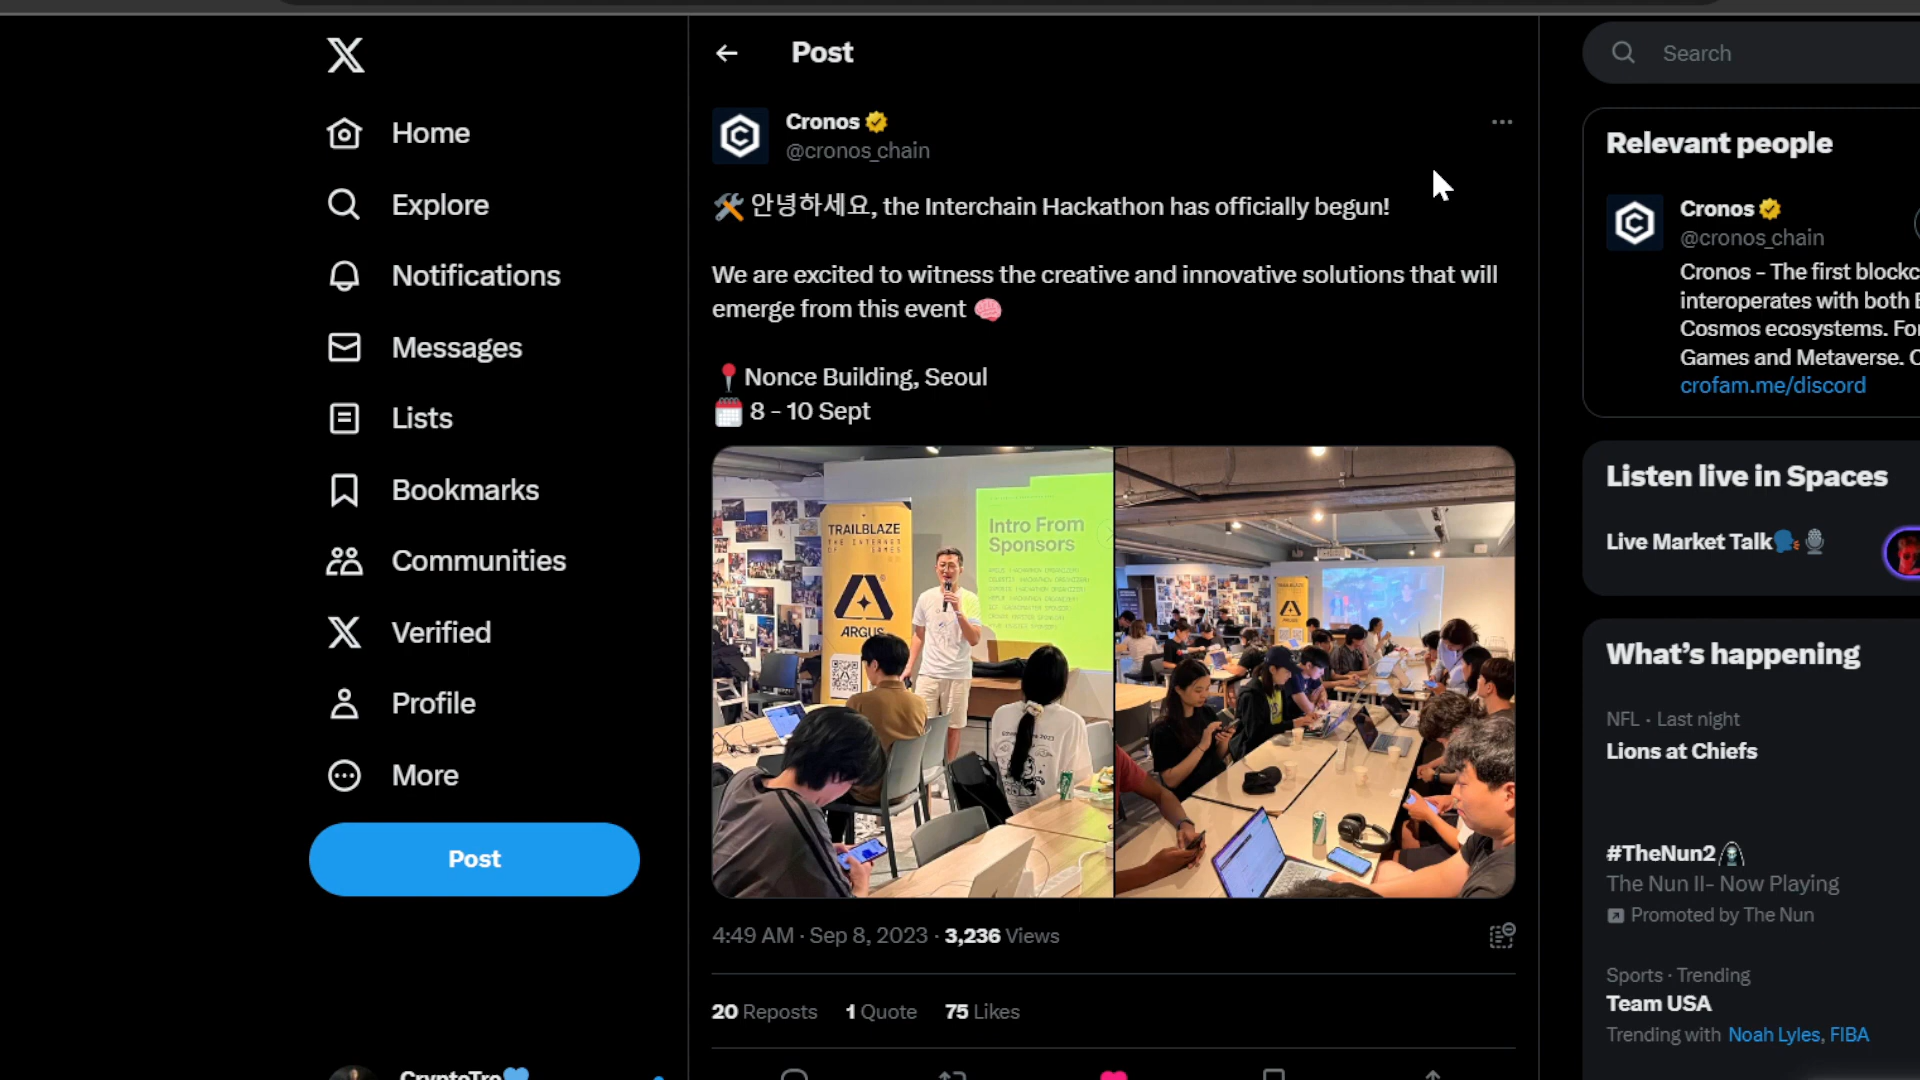 Home
Explore
Notifications
Messages
Lists
Bookmarks
Communities
Verified
Profile
More
Post
Post
Cronos
@cronos_chain
안녕하세요, the Interchain Hackathon has officially begun!
We are excited to witness the creative and innovative solutions that will
emerge from this event
Nonce Building, Seoul
8 - 10 Sept
TRAILBLAZE
THE INTERNET
OF GAMES
ARGUS
Intro From
Sponsors
4:49 AM · Sep 8, 2023 · 3,236 Views
20 Reposts 1 Quote 75 Likes
Search
Relevant people
Cronos
@cronos_chain
Cronos - The first blockc
interoperates with both E
Cosmos ecosystems. For
Games and Metaverse. C
crofam.me/discord
Listen live in Spaces
Live Market Talk
What's happening
NFL · Last night
Lions at Chiefs
#TheNun2
The Nun II- Now Playing
Promoted by The Nun
Sports · Trending
Team USA
Trending with Noah Lyles, FIBA